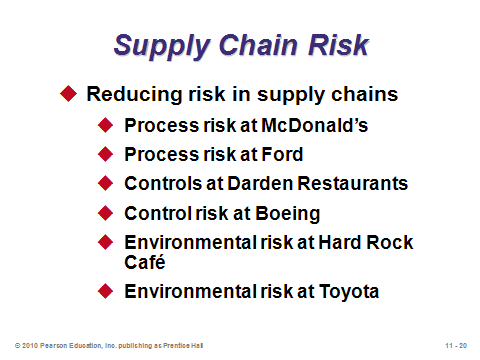 Supply Chain Risk
Reducing risk in supply chains
Process risk at McDonald's
Process risk at Ford
Controls at Darden Restaurants
Control risk at Boeing
Environmental risk at Hard Rock
Café
Environmental risk at Toyota
© 2010 Pearson Education, Inc. publishing as Prentice Hall
11 - 20